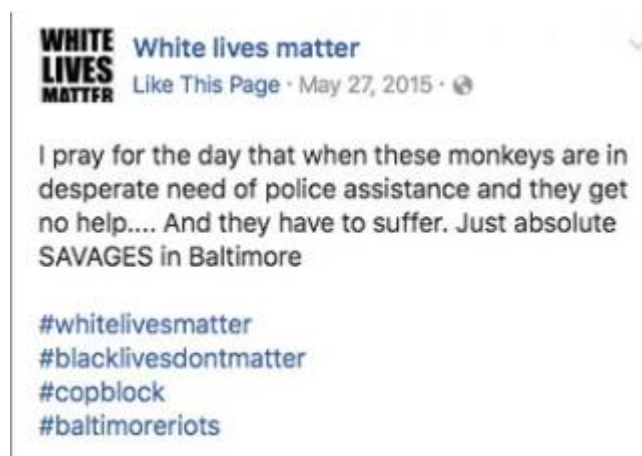 WHITE
LIVES
MATTER
White lives matter
Like This Page · May 27, 2015 ·
I pray for the day that when these monkeys are in
desperate need of police assistance and they get
no help.... And they have to suffer. Just absolute
SAVAGES in Baltimore
#whitelivesmatter
#blacklivesdontmatter
#copblock
#baltimoreriots